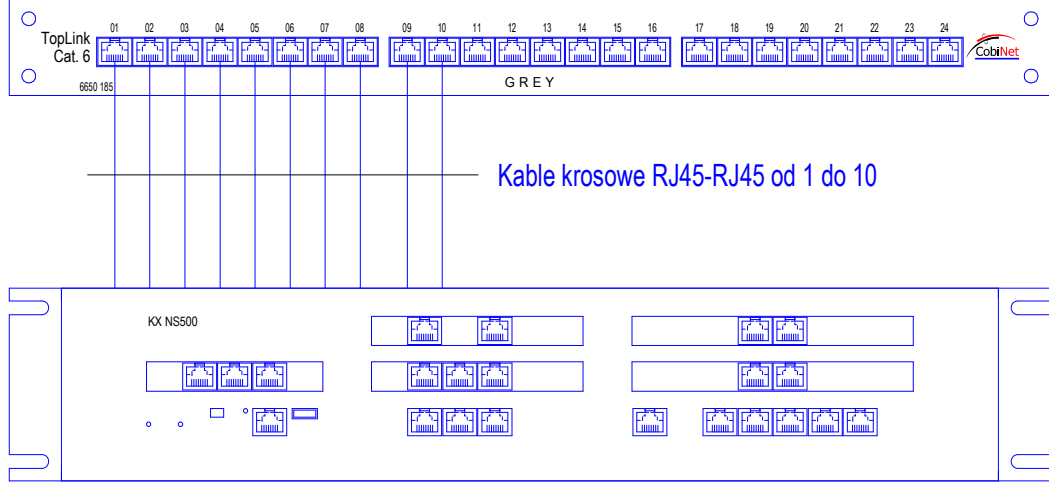 01 02 03 04 05 06 07 08 09 10 11 12 13 14 15 16 17 18 19 20 21 22 23 24
TopLink
Cat. 6
CobiNet
6650 185
GREY
Kable krosowe RJ45-RJ45 od 1 do 10
KX NS500